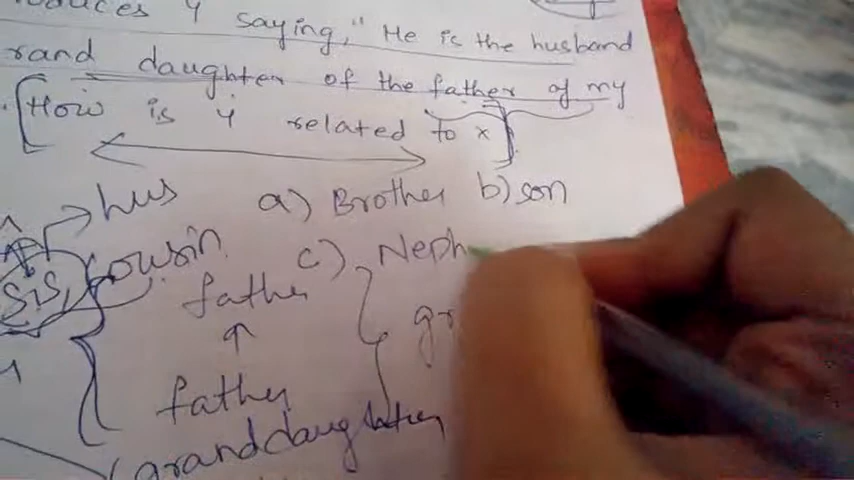 saying," He is the husband
daughter of the father of my
How is y related to x
hus
a) Brother b) son
sis, cousin
c) Neph
father
father
granddaughter